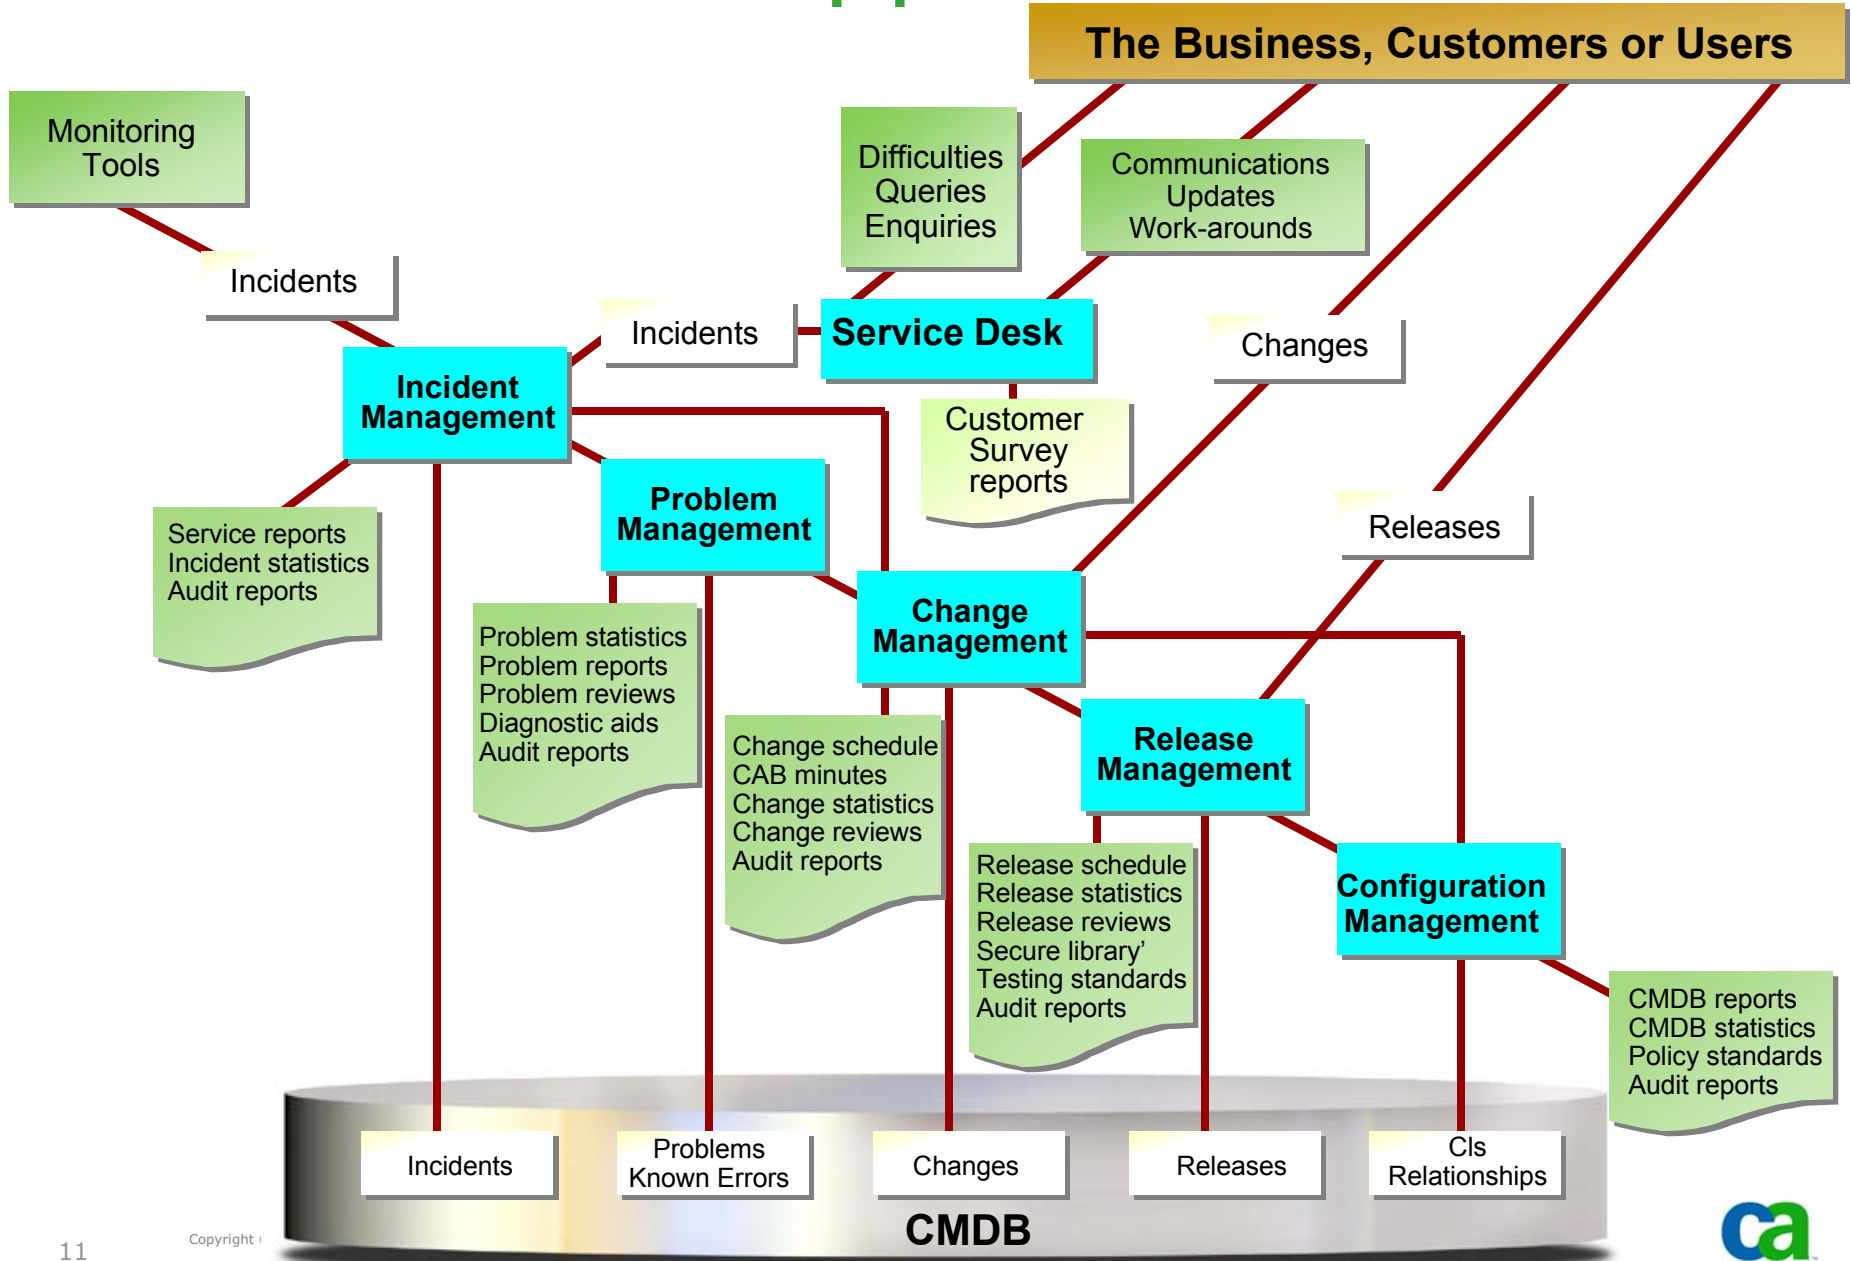 The Business, Customers or Users
Monitoring
Tools
Difficulties
Queries
Enquiries
Communications
Updates
Work-arounds
Incidents
Incidents
Service Desk
Changes
Incident
Management
Customer
Survey
reports
Problem
Management
Releases
Service reports
Incident statistics
Audit reports
Change
Management
Problem statistics
Problem reports
Problem reviews
Diagnostic aids
Audit reports
Release
Management
Change schedule
CAB minutes
Change statistics
Change reviews
Audit reports
Configuration
Management
Release schedule
Release statistics
Release reviews
Secure library’
Testing standards
Audit reports
CMDB reports
CMDB statistics
Policy standards
Audit reports
Incidents
Problems
Known Errors
Changes
Releases
CIs
Relationships
CMDB
11
Copyright
ca